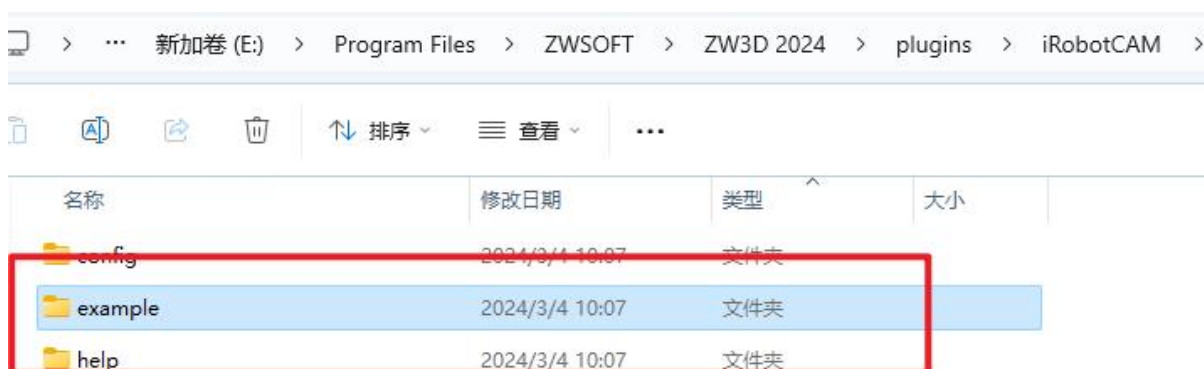 … 新加卷 (E:) > Program Files > ZWSOFT > ZW3D 2024 > plugins > iRobotCAM >
排序 查看 …
名称 修改日期 类型 大小
config 2024/3/4 10:07 文件夹
example 2024/3/4 10:07 文件夹
help 2024/3/4 10:07 文件夹